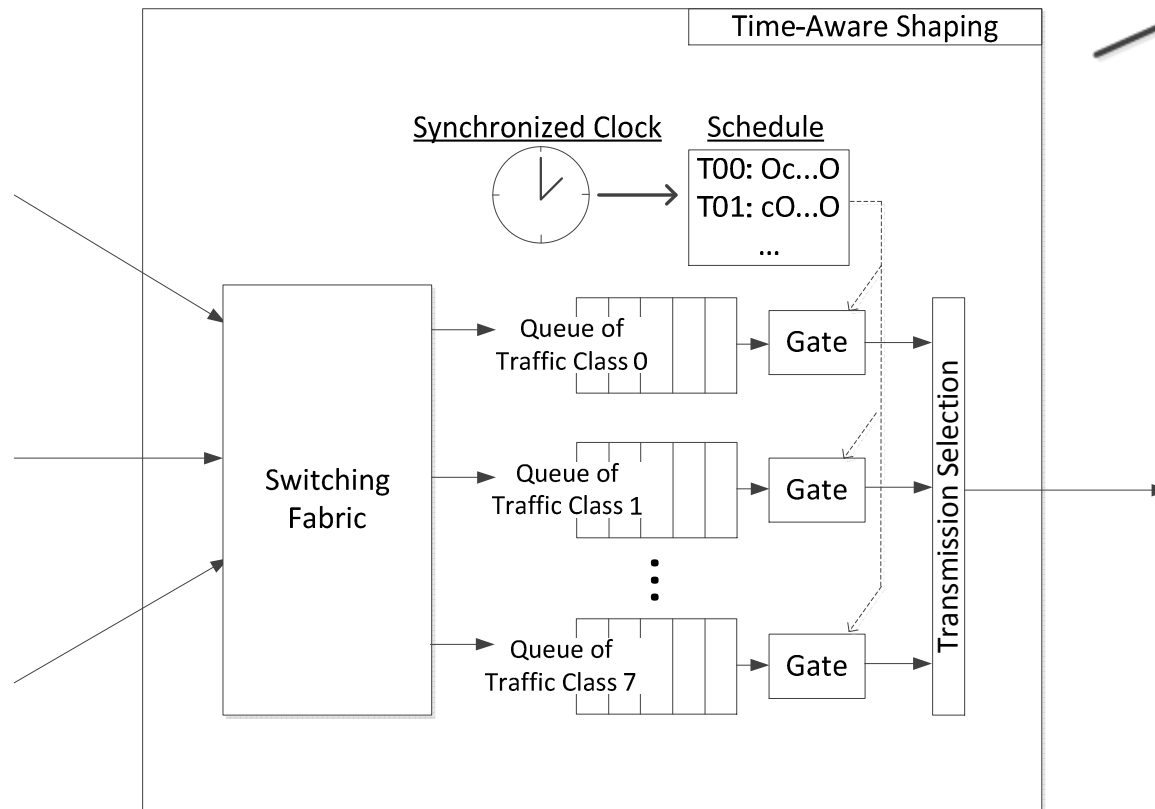 Time-Aware Shaping
Synchronized Clock
Schedule
T00: Oc...O
T01: cO...O
...
Switching
Fabric
Queue of
Traffic Class 0
Gate
Queue of
Traffic Class 1
Gate
Queue of
Traffic Class 7
Gate
Transmission Selection